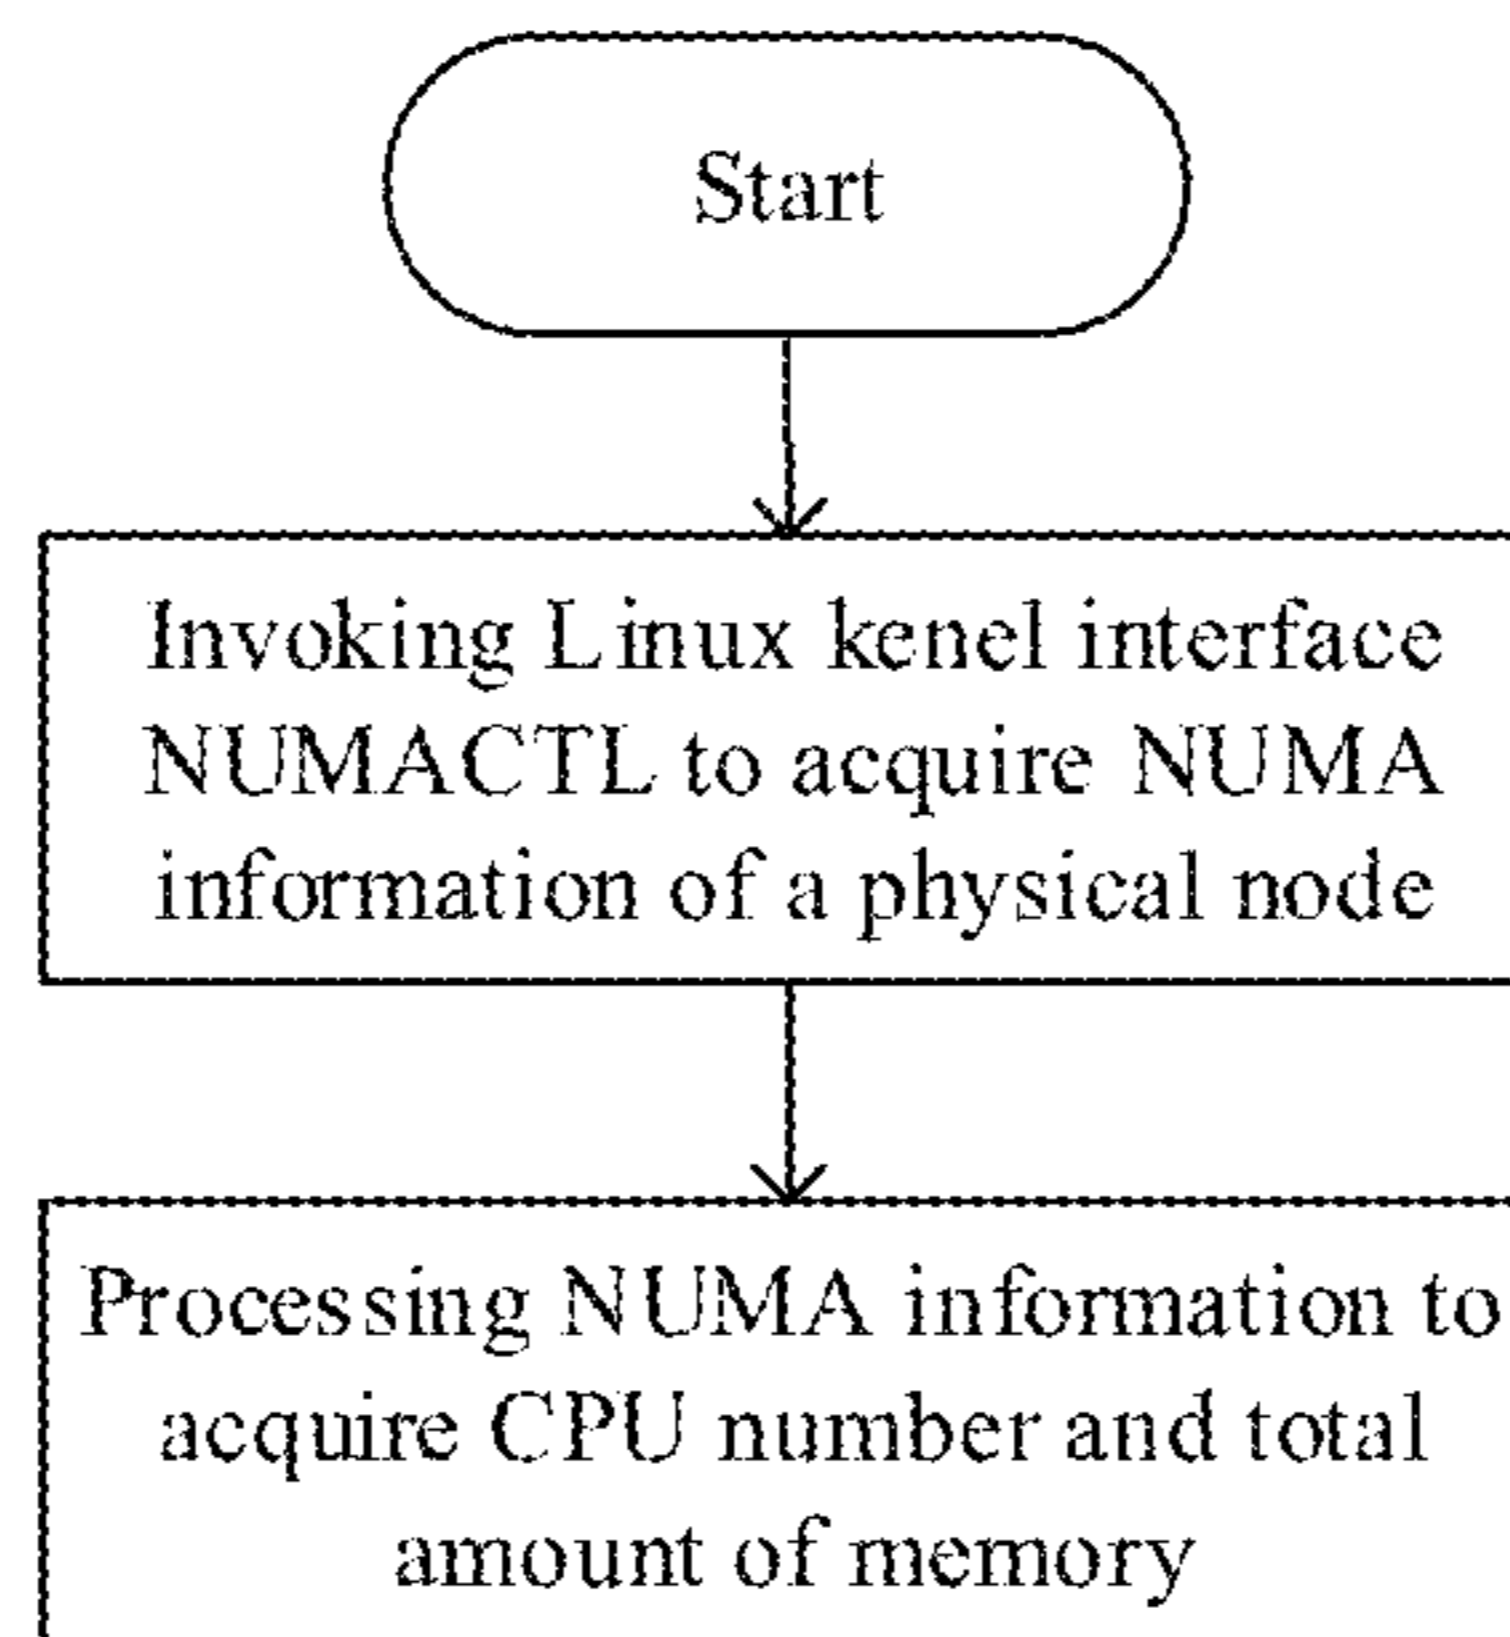 Start
Invoking Linux kenel interface
NUMACTL to acquire NUMA
information of a physical node
Processing NUMA information to
acquire CPU number and total
amount of memory